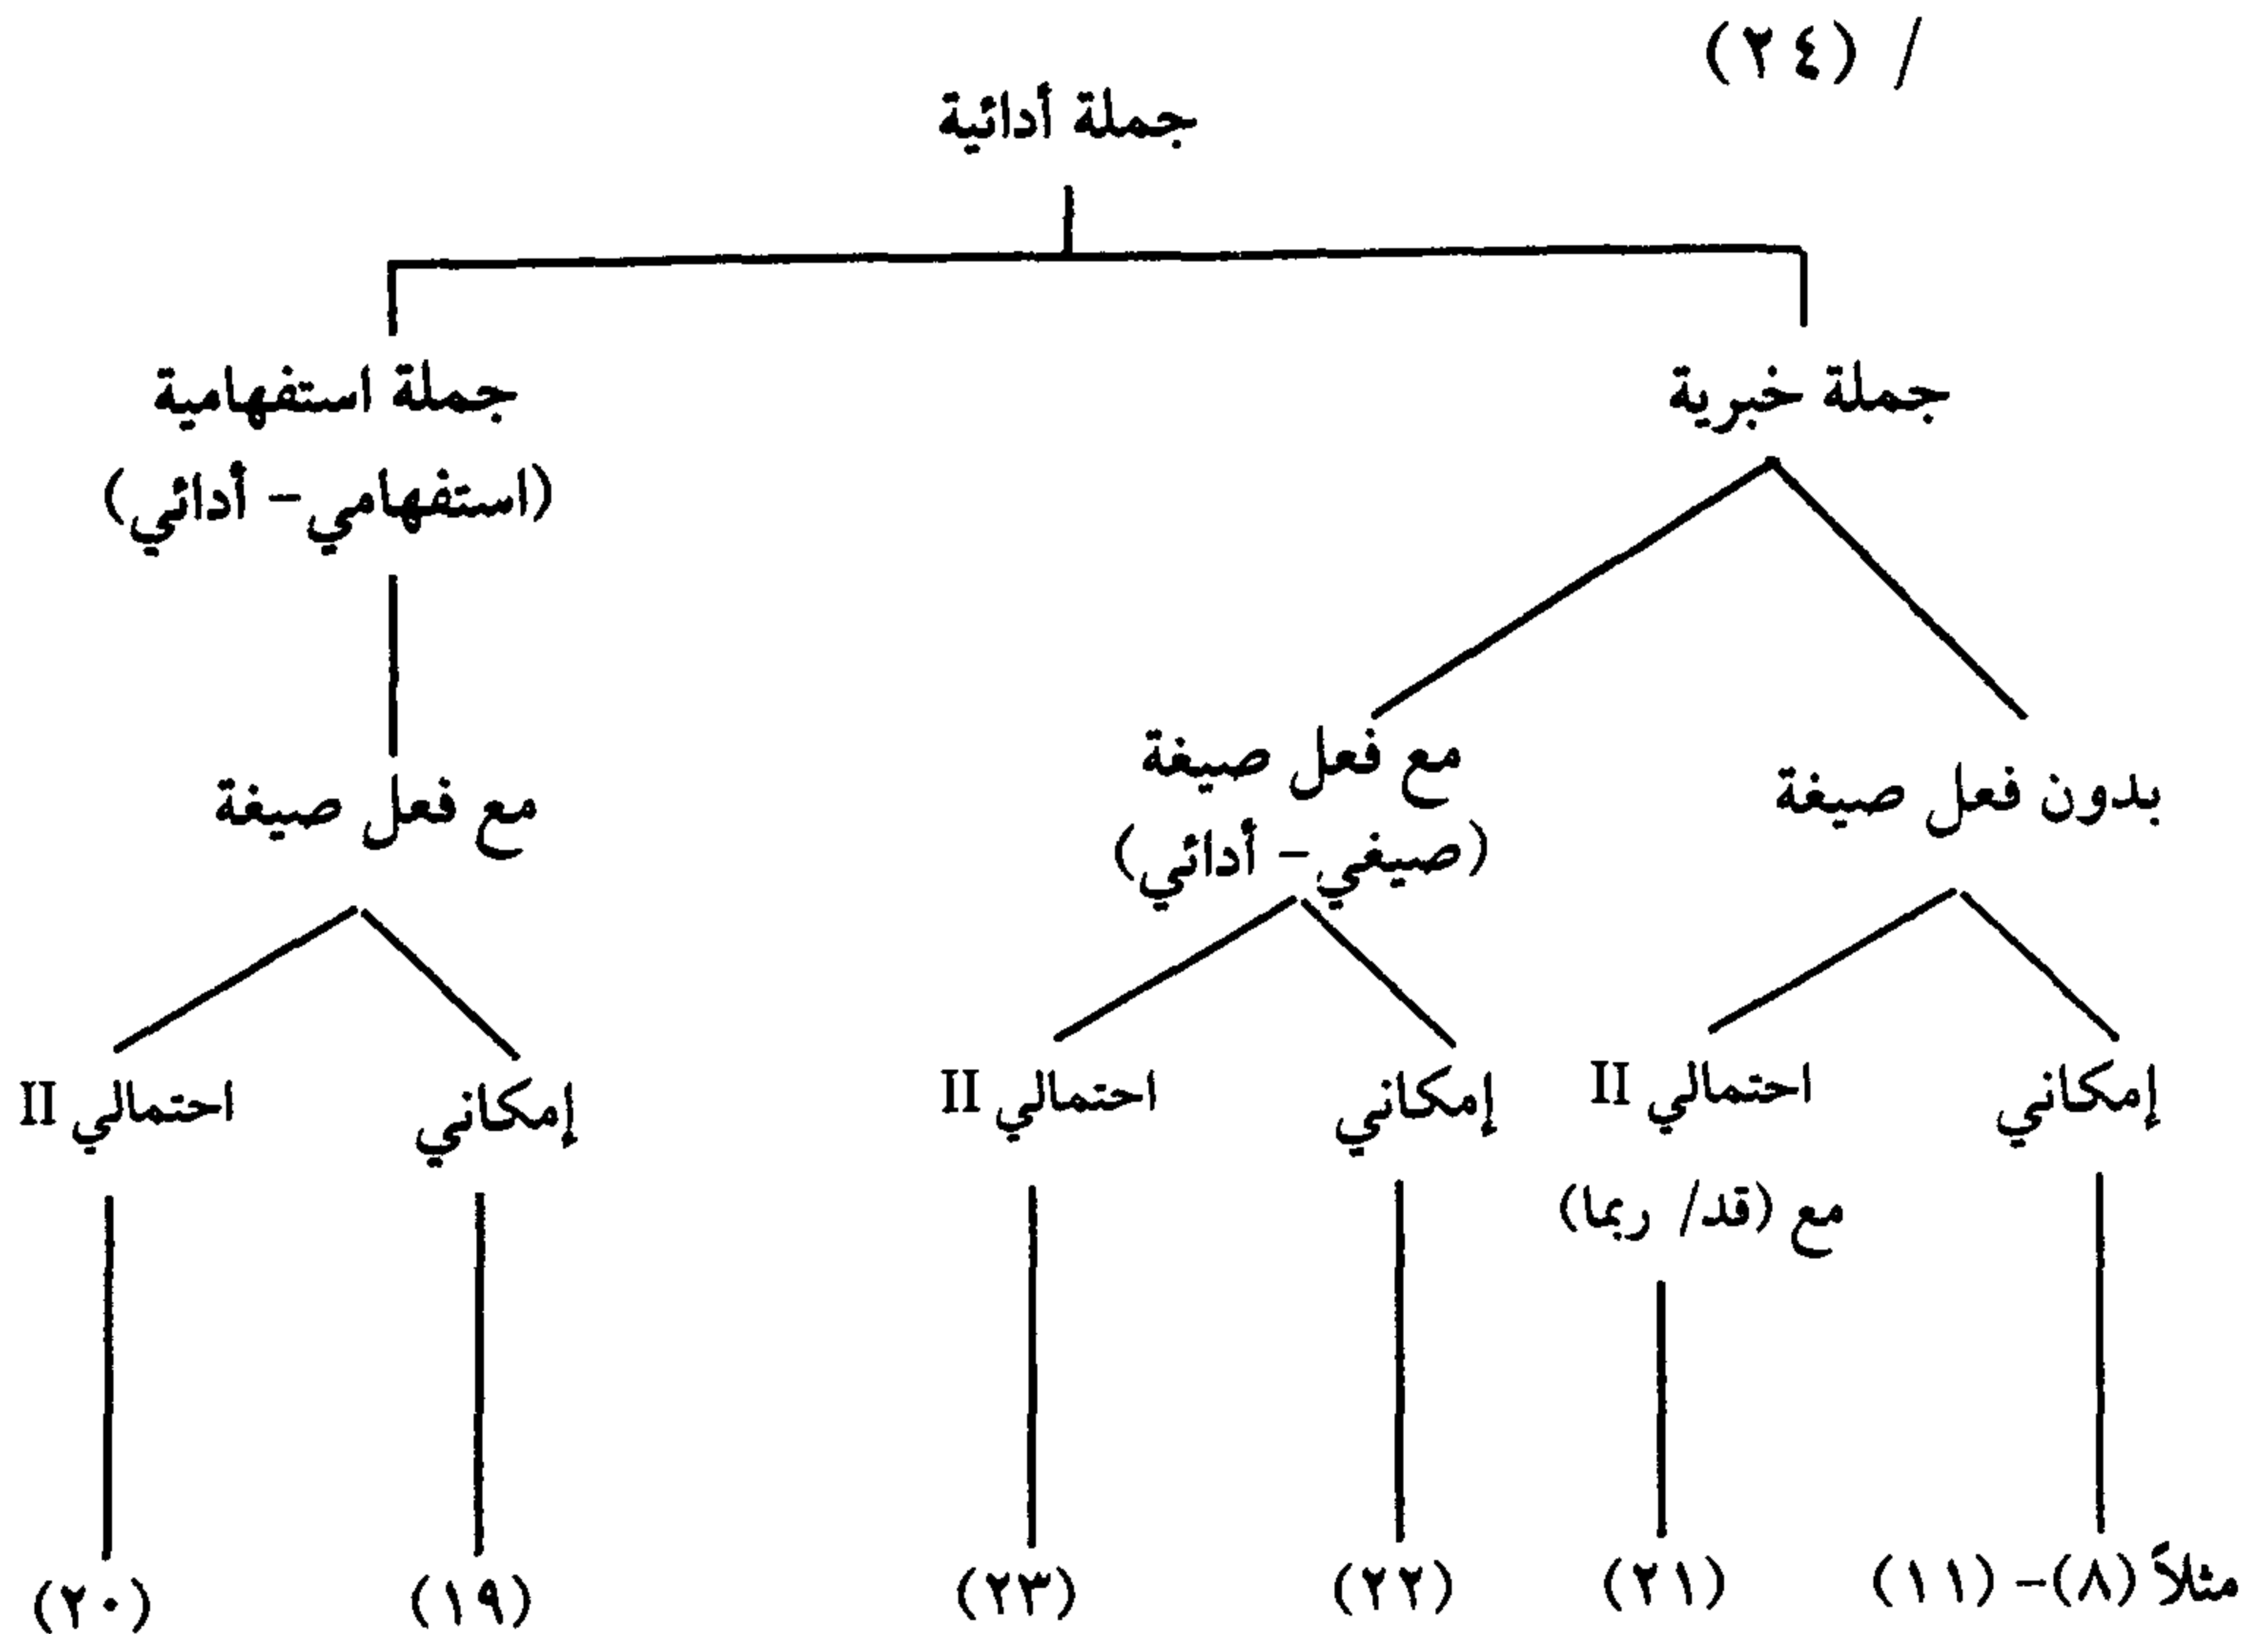 / (٢٤)
جملة أدائية
جملة خبرية
جملة استفهامية
(استفهامي – أدائي)
بدون فعل صيغة
مع فعل صيغة
(صيغي – أدائي)
مع فعل صيغة
إمكاني
احتمالي II
مع (قد/ ربما)
إمكاني
احتمالي II
إمكاني
احتمالي II
مثلاً (٨) – (١١)
(٢١)
(٢٢)
(٢٣)
(١٩)
(٢٠)